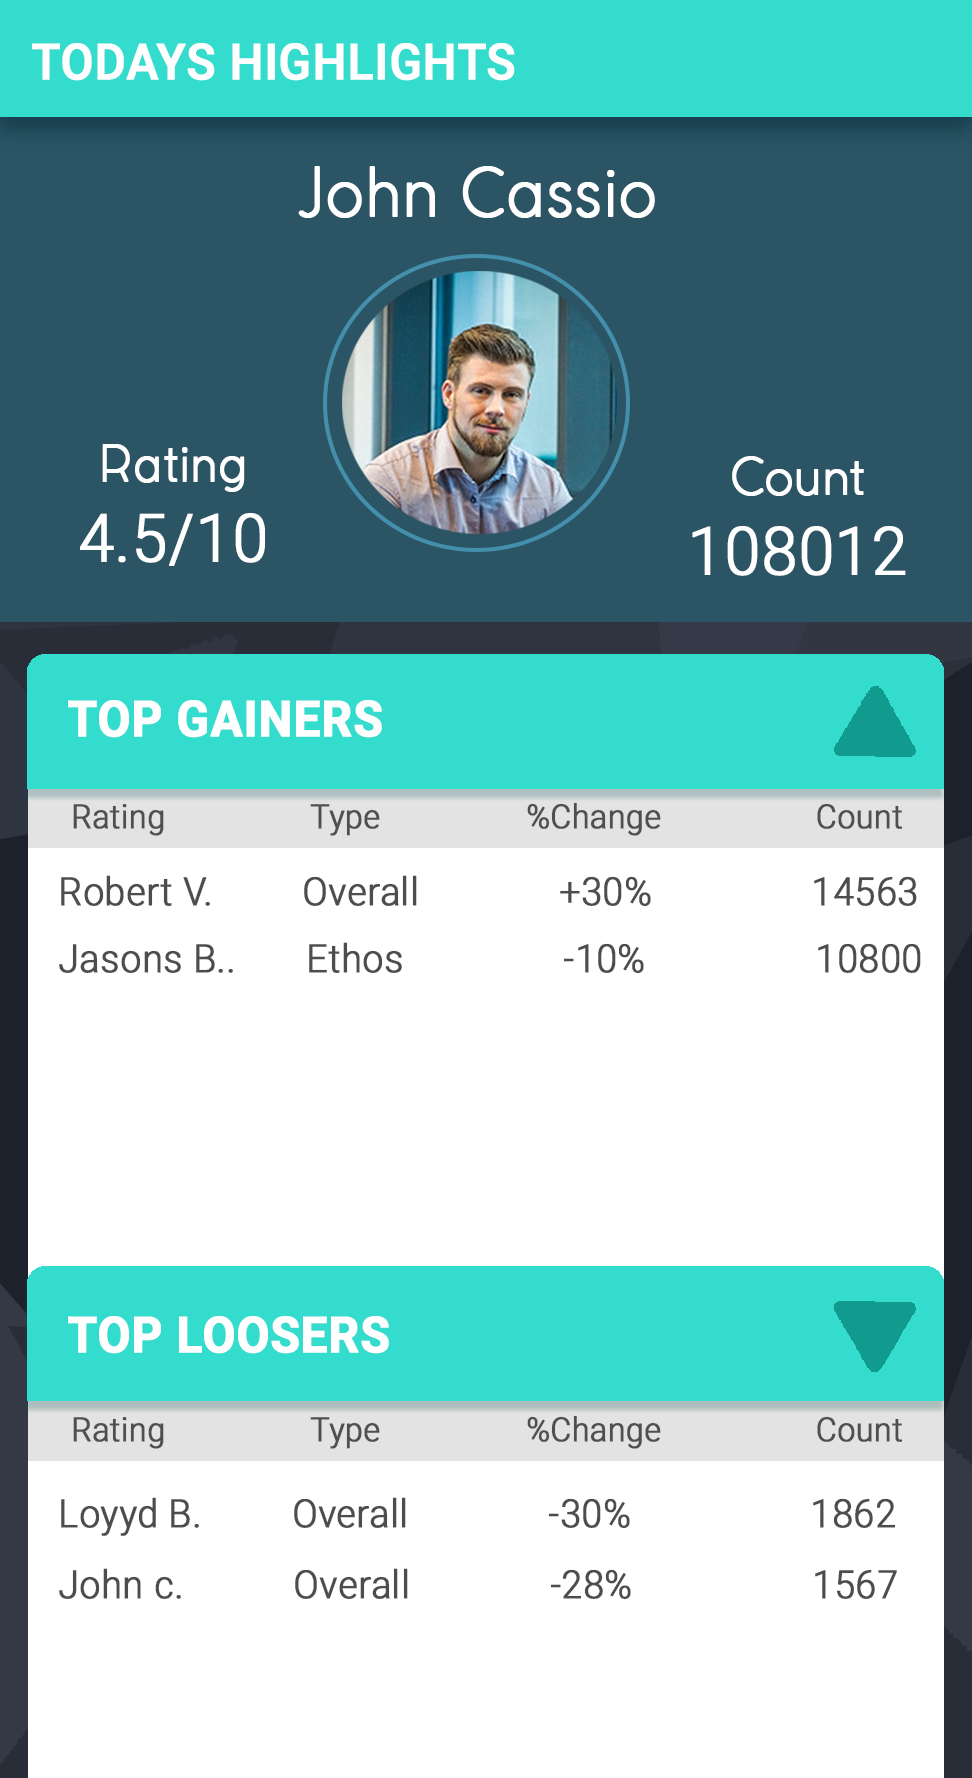 TODAYS HIGHLIGHTS
John Cassio
Rating
4.5/10
Count
108012
TOP GAINERS
Rating Type %Change Count
Robert V. Overall +30% 14563
Jasons B.. Ethos -10% 10800
TOP LOOSERS
Rating Type %Change Count
Loyyd B. Overall -30% 1862
John c. Overall -28% 1567